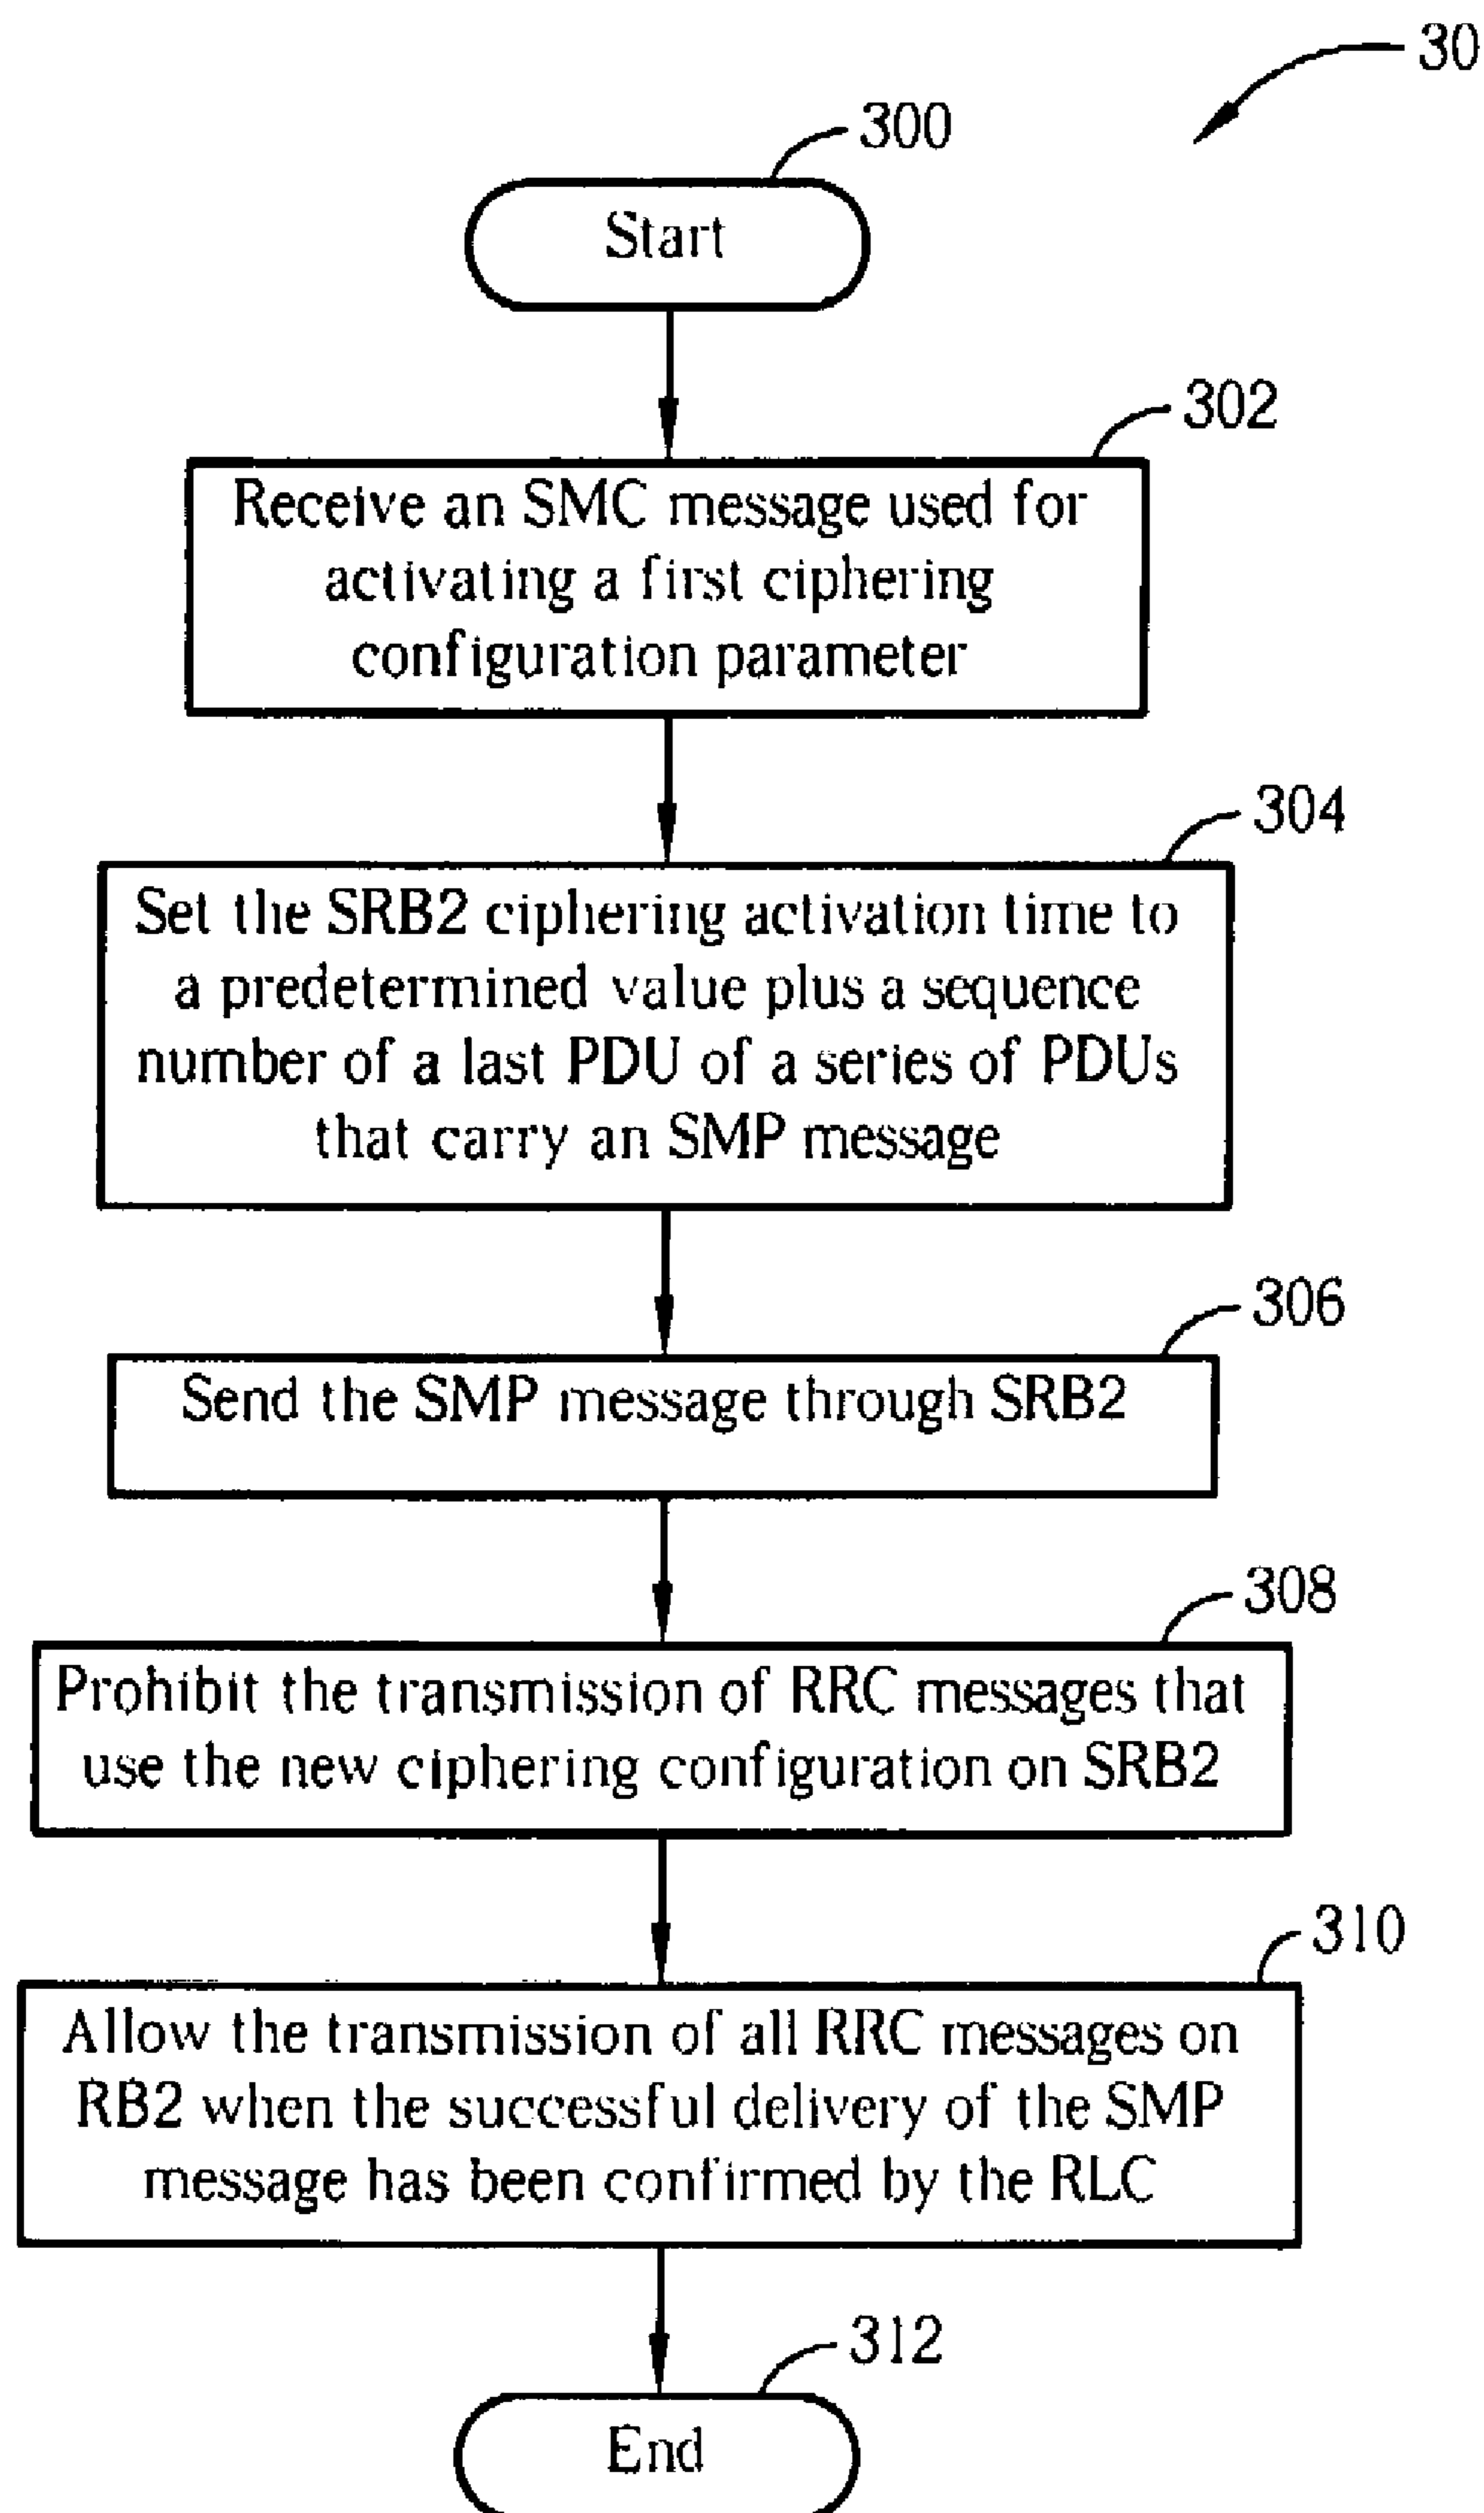 30
300
Start
302
Receive an SMC message used for
activating a first ciphering
configuration parameter
304
Set the SRB2 ciphering activation time to
a predetermined value plus a sequence
number of a last PDU of a series of PDUs
that carry an SMP message
306
Send the SMP message through SRB2
308
Prohibit the transmission of RRC messages that
use the new ciphering configuration on SRB2
310
Allow the transmission of all RRC messages on
RB2 when the successful delivery of the SMP
message has been confirmed by the RLC
312
End